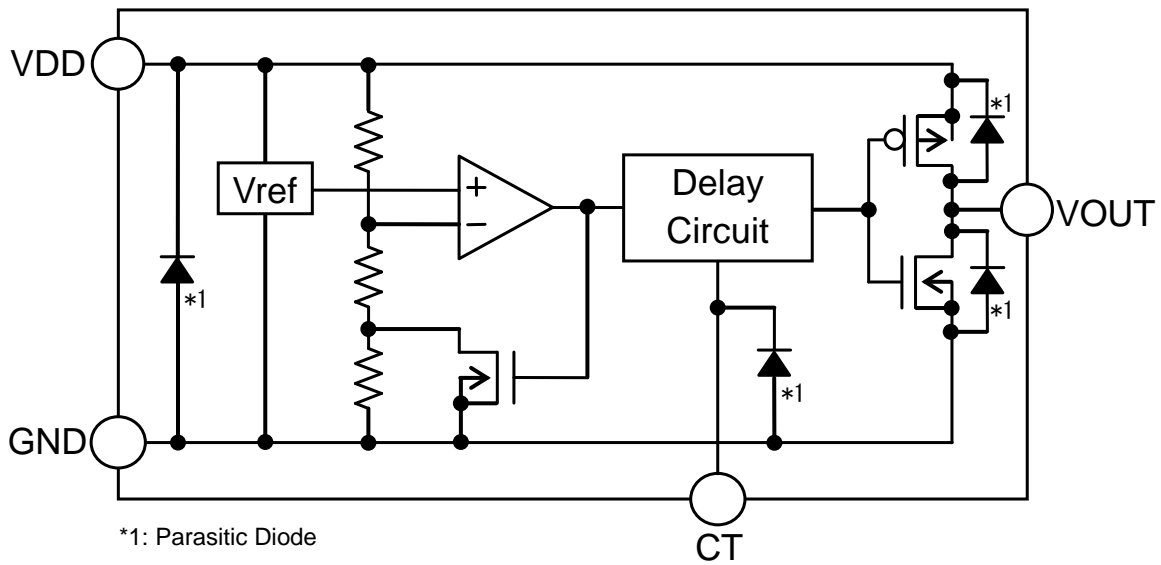 VDD
*1
Vref
+
−
Delay
Circuit
VOUT
*1
*1
*1
GND
*1: Parasitic Diode
CT